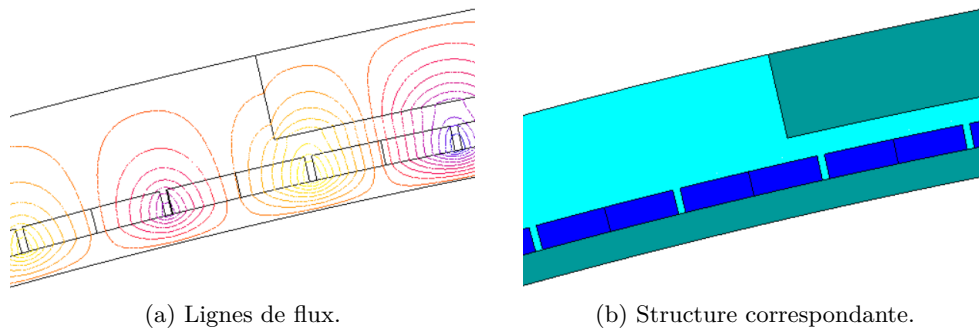 (a) Lignes de flux.
(b) Structure correspondante.